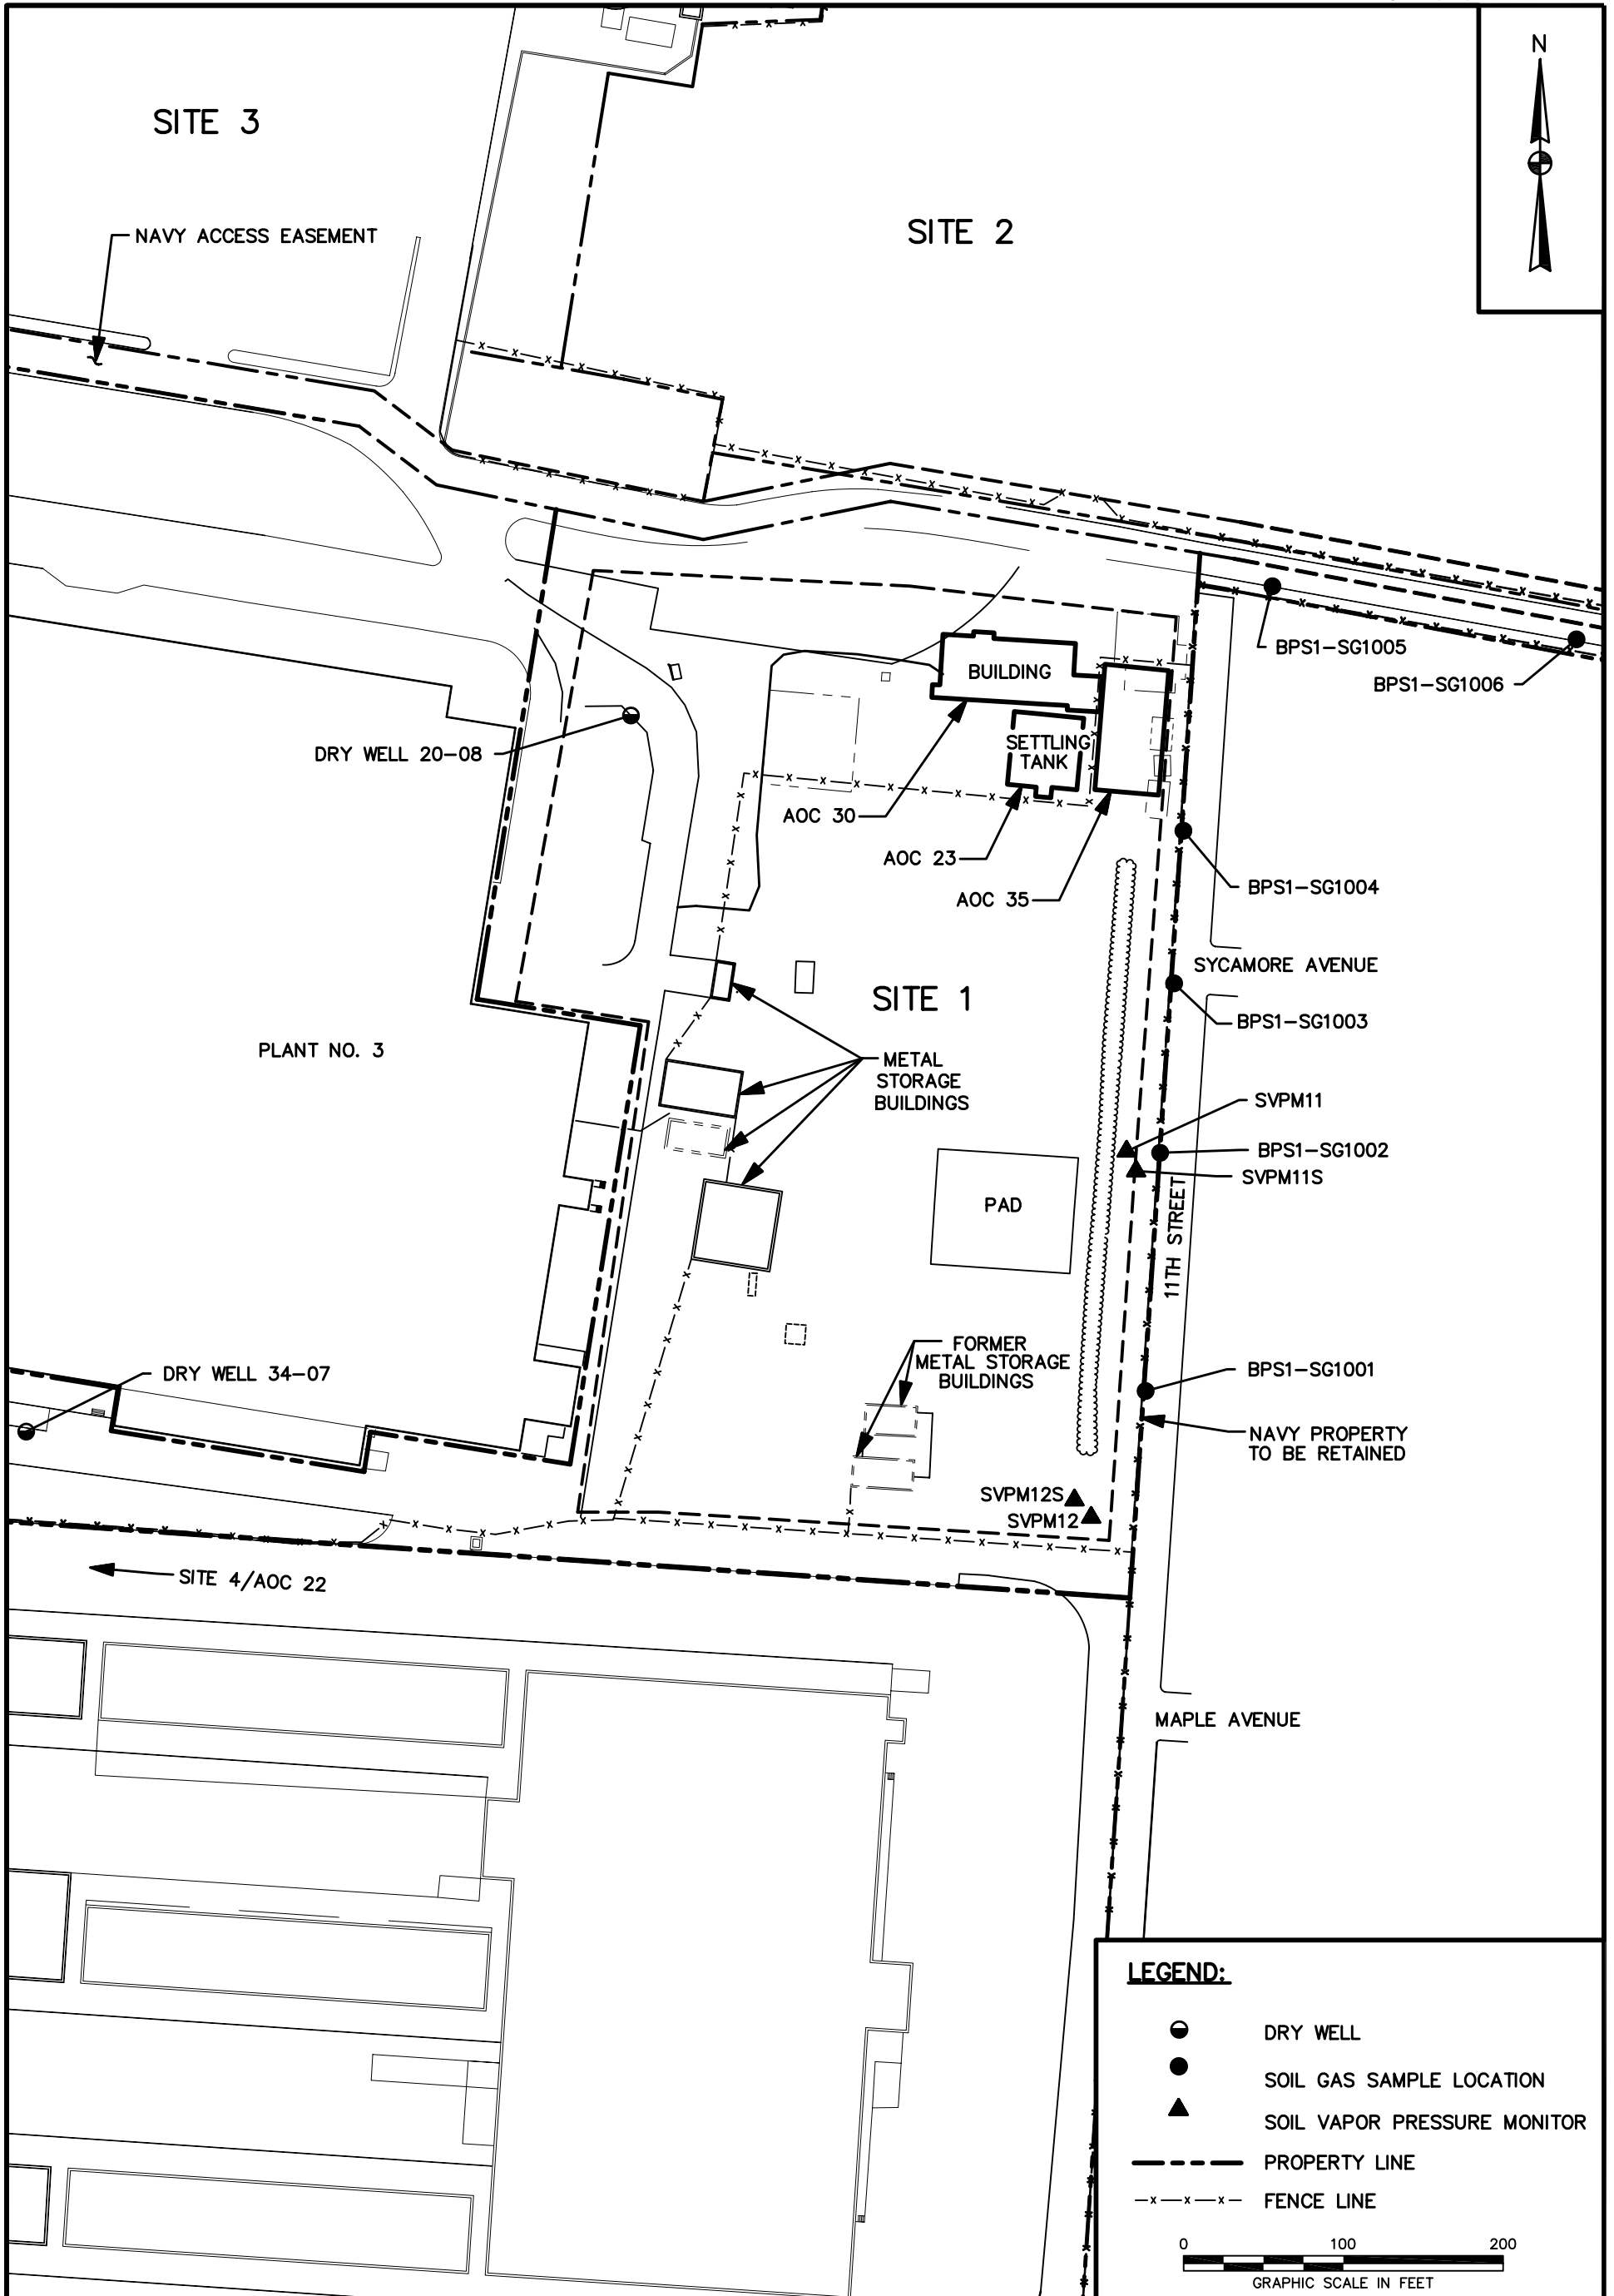 N
SITE 3
SITE 2
NAVY ACCESS EASEMENT
BPS1-SG1005
BPS1-SG1006
BUILDING
SETTLING
TANK
DRY WELL 20-08
AOC 30
AOC 23
AOC 35
BPS1-SG1004
SYCAMORE AVENUE
SITE 1
BPS1-SG1003
PLANT NO. 3
METAL
STORAGE
BUILDINGS
SVPM11
BPS1-SG1002
SVPM11S
PAD
11TH STREET
FORMER
METAL STORAGE
BUILDINGS
DRY WELL 34-07
BPS1-SG1001
NAVY PROPERTY
TO BE RETAINED
SVPM12S
SVPM12
SITE 4/AOC 22
MAPLE AVENUE
LEGEND:
DRY WELL
SOIL GAS SAMPLE LOCATION
SOIL VAPOR PRESSURE MONITOR
PROPERTY LINE
FENCE LINE
0 100 200
GRAPHIC SCALE IN FEET